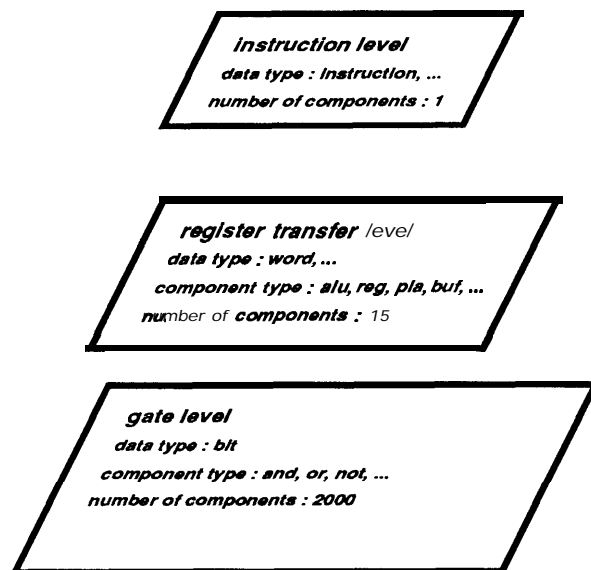 instruction level
data type : instruction, ...
number of components : 1
register transfer /eve/
data type : word, ...
component type : alu, reg, pla, buf, ...
number of components : 15
gate level
data type : bit
component type : and, or, not, ...
number of components : 2000